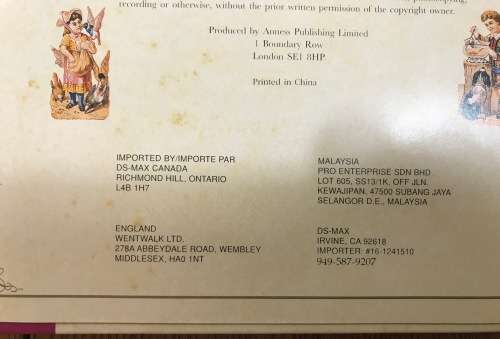 recording or otherwise, without the prior written permission of the copyright owner.
Produced by Anness Publishing Limited
1 Boundary Row
London SE1 8HP
Printed in China
IMPORTED BY/IMPORTE PAR
DS-MAX CANADA
RICHMOND HILL, ONTARIO
L4B 1H7
MALAYSIA
PRO ENTERPRISE SDN BHD
LOT 605, SS13/1K, OFF JLN.
KEWAJIPAN, 47500 SUBANG JAYA
SELANGOR D.E., MALAYSIA
ENGLAND
WENTWALK LTD.
278A ABBEYDALE ROAD, WEMBLEY
MIDDLESEX, HA0 1NT
DS-MAX
IRVINE, CA 92618
IMPORTER: #16-1241510
949-587-9207